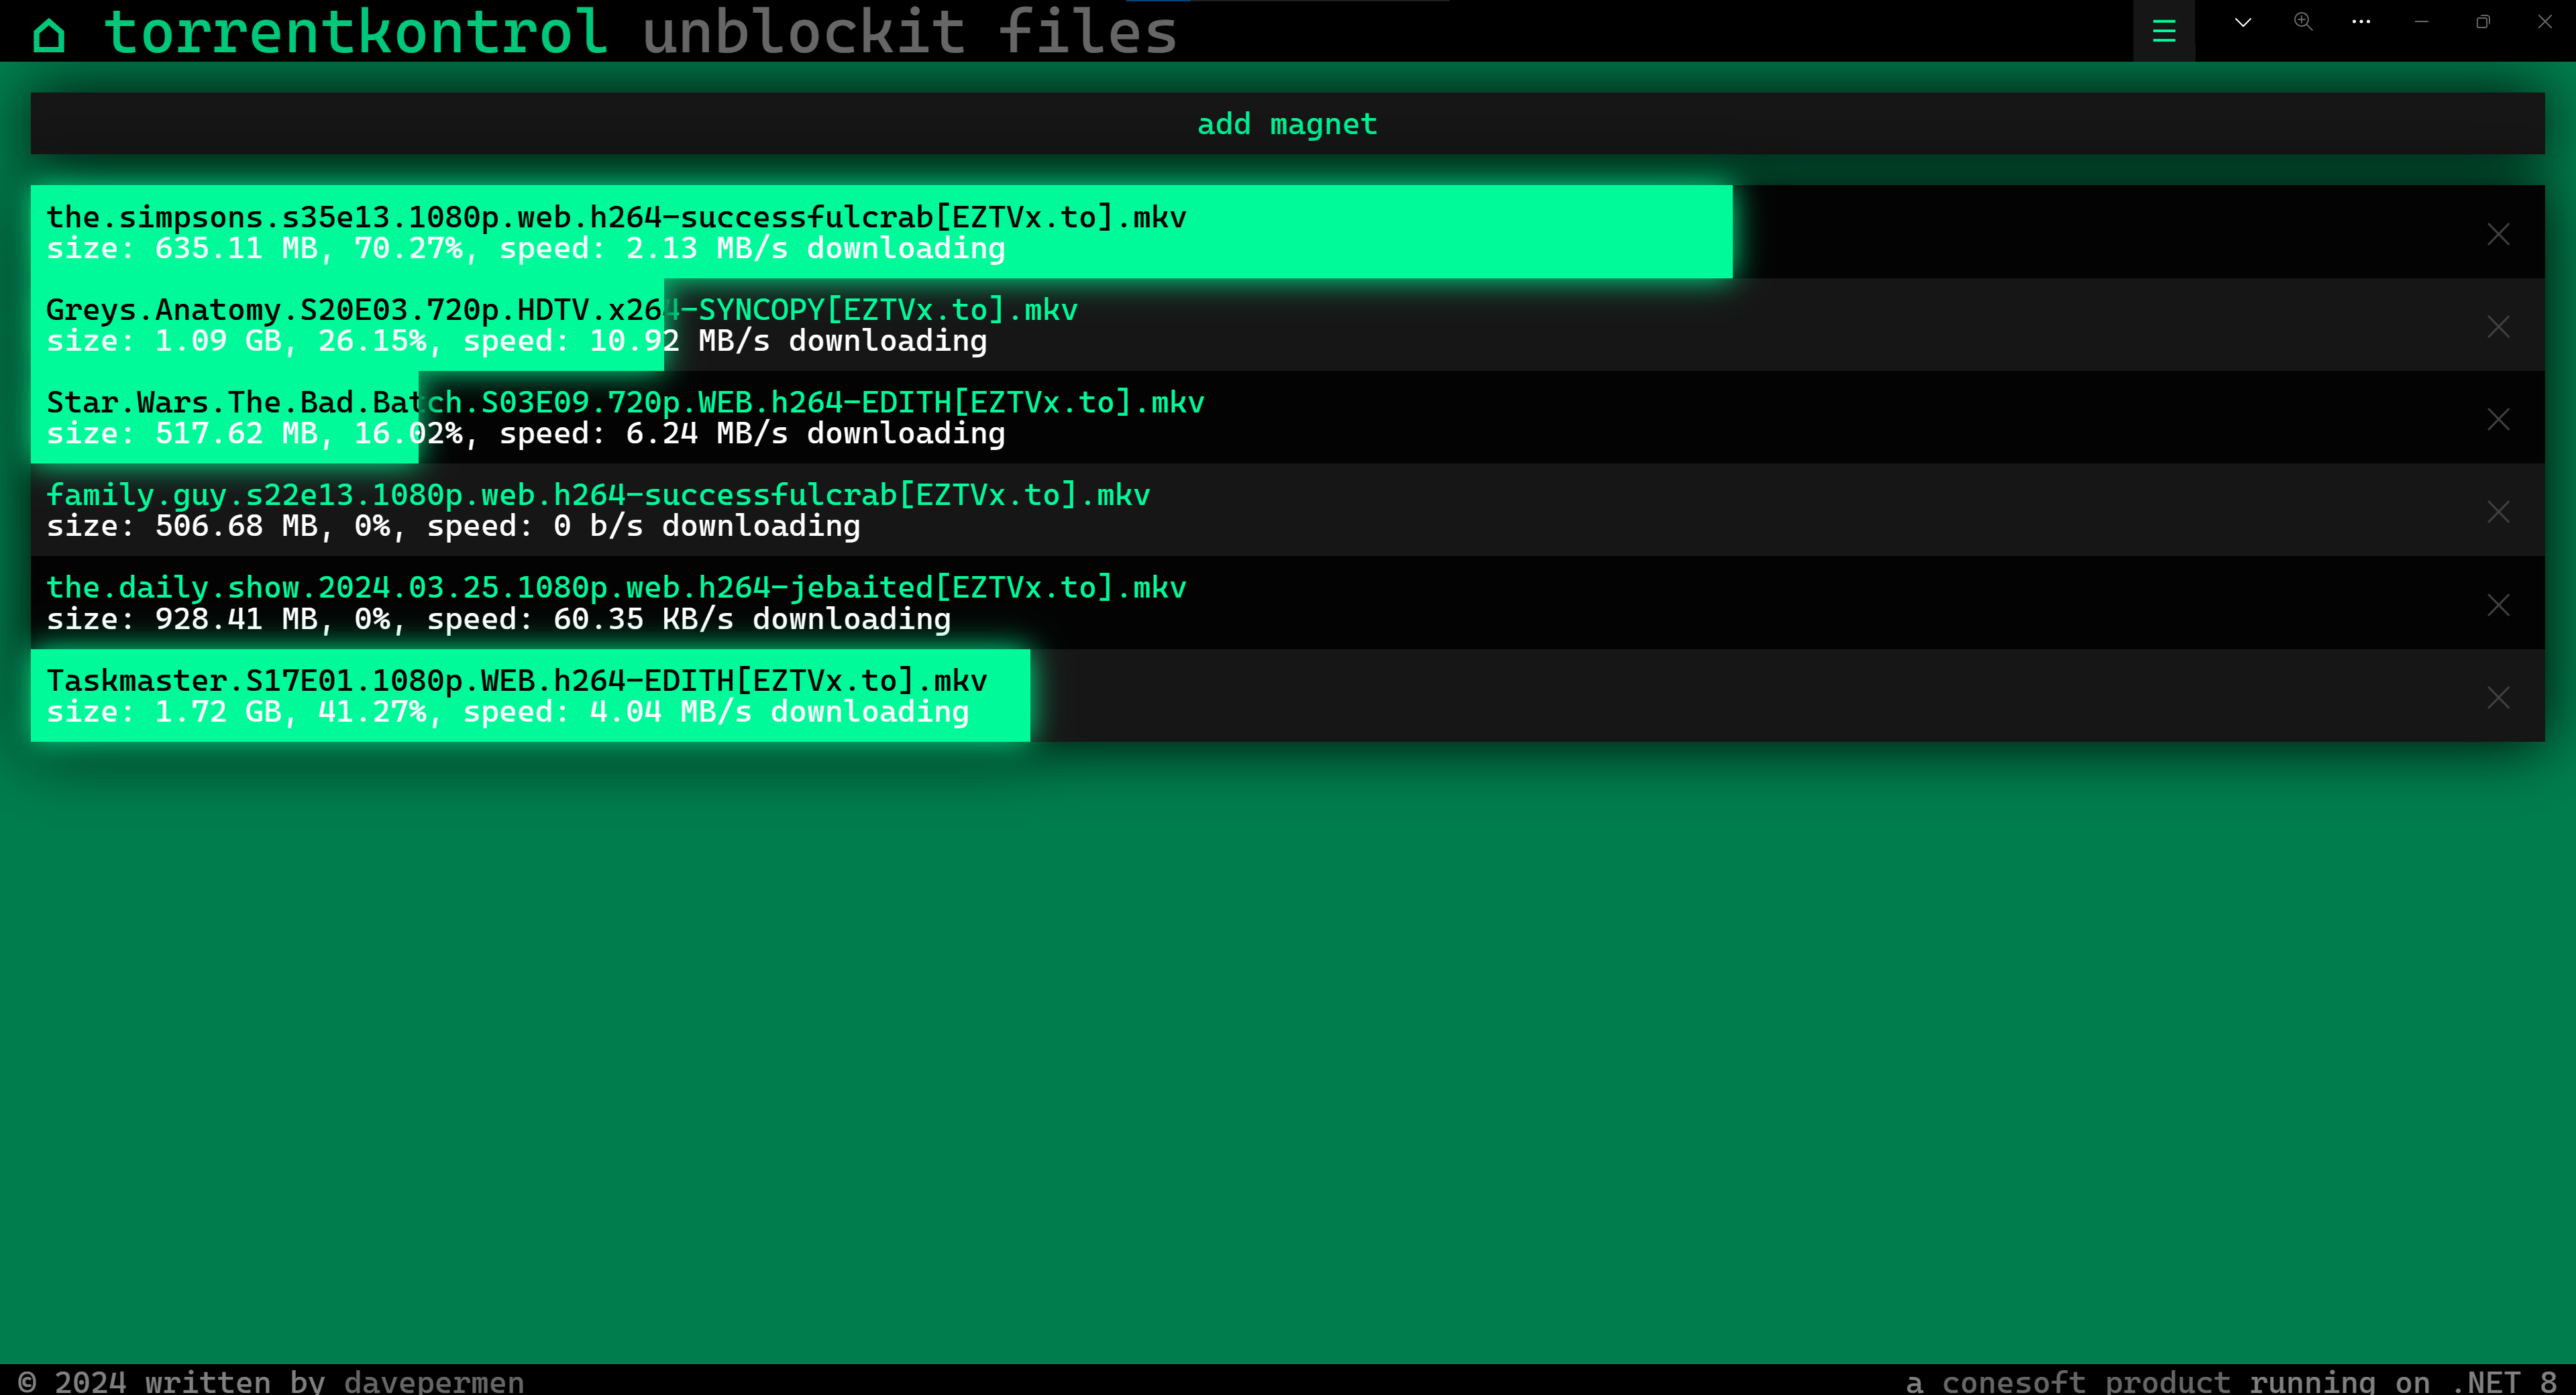 torrentkontrol unblockit files
add magnet
the.simpsons.s35e13.1080p.web.h264-successfulcrab[EZTVx.to].mkv
size: 635.11 MB, 70.27%, speed: 2.13 MB/s downloading
Greys.Anatomy.S20E03.720p.HDTV.x264-SYNCOPY[EZTVx.to].mkv
size: 1.09 GB, 26.15%, speed: 10.92 MB/s downloading
Star.Wars.The.Bad.Batch.S03E09.720p.WEB.h264-EDITH[EZTVx.to].mkv
size: 517.62 MB, 16.02%, speed: 6.24 MB/s downloading
family.guy.s22e13.1080p.web.h264-successfulcrab[EZTVx.to].mkv
size: 506.68 MB, 0%, speed: 0 b/s downloading
the.daily.show.2024.03.25.1080p.web.h264-jebaited[EZTVx.to].mkv
size: 928.41 MB, 0%, speed: 60.35 KB/s downloading
Taskmaster.S17E01.1080p.WEB.h264-EDITH[EZTVx.to].mkv
size: 1.72 GB, 41.27%, speed: 4.04 MB/s downloading
© 2024 written by davepermen
a conesoft product running on .NET 8